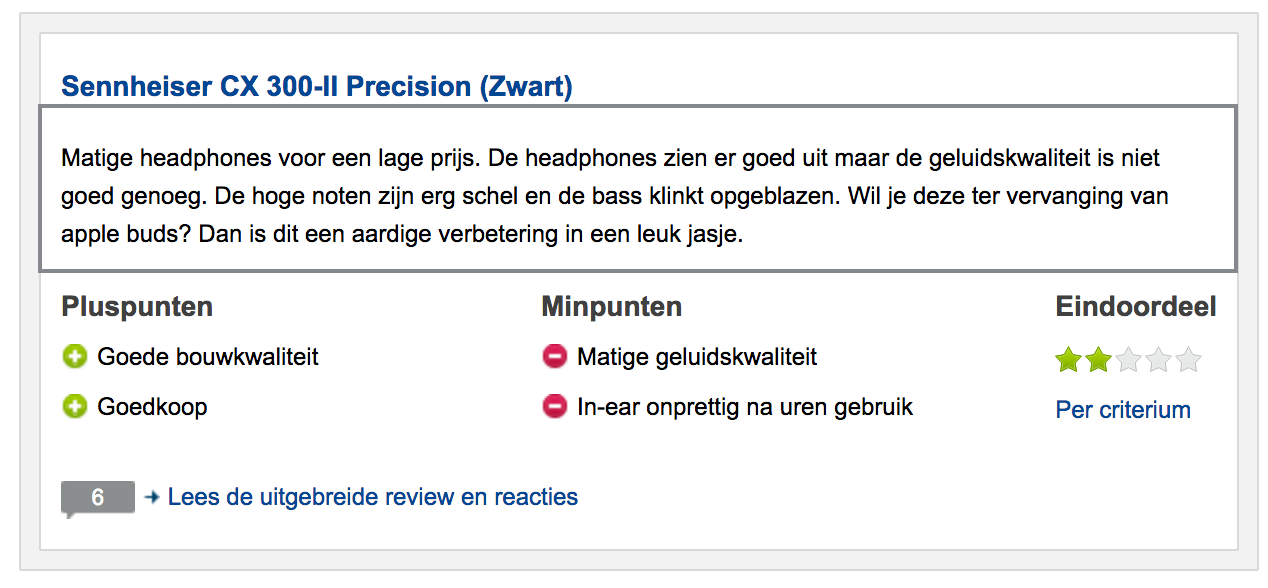 Sennheiser CX 300-II Precision (Zwart)
Matige headphones voor een lage prijs. De headphones zien er goed uit maar de geluidskwaliteit is niet
goed genoeg. De hoge noten zijn erg schel en de bass klinkt opgeblazen. Wil je deze ter vervanging van
apple buds? Dan is dit een aardige verbetering in een leuk jasje.
Pluspunten
Goede bouwkwaliteit
Goedkoop
Minpunten
Matige geluidskwaliteit
In-ear onprettig na uren gebruik
Eindoordeel
Per criterium
6 Lees de uitgebreide review en reacties